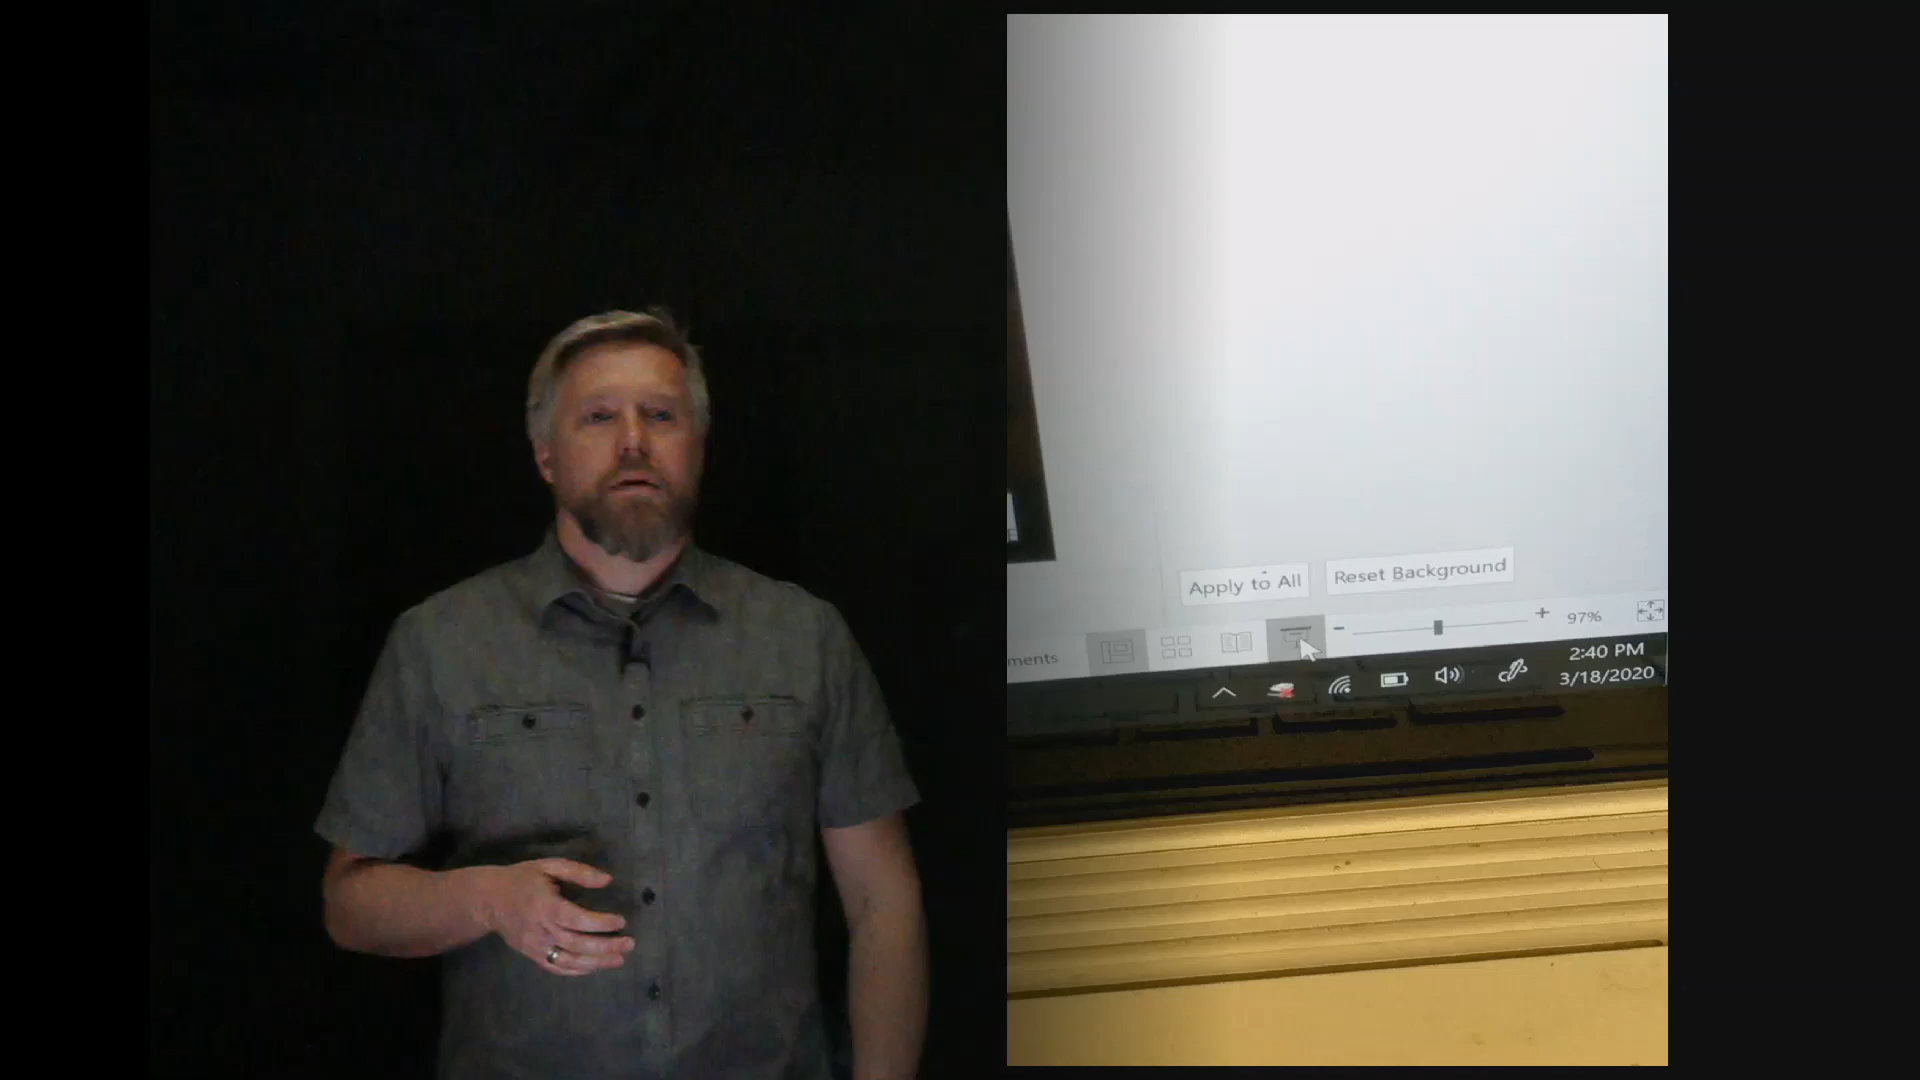 Apply to All
Reset Background
ments
97%
2:40 PM
3/18/2020